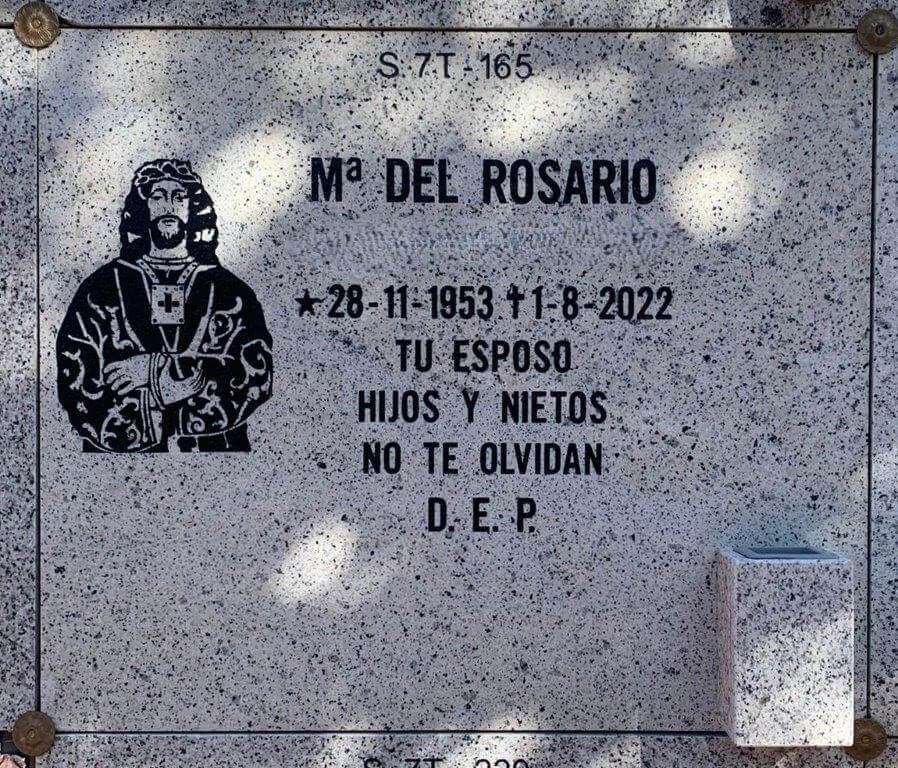 S 7T - 165
Mª DEL ROSARIO
★ 28-11-1953 ✝ 1-8-2022
TU ESPOSO
HIJOS Y NIETOS
NO TE OLVIDAN
D. E. P.